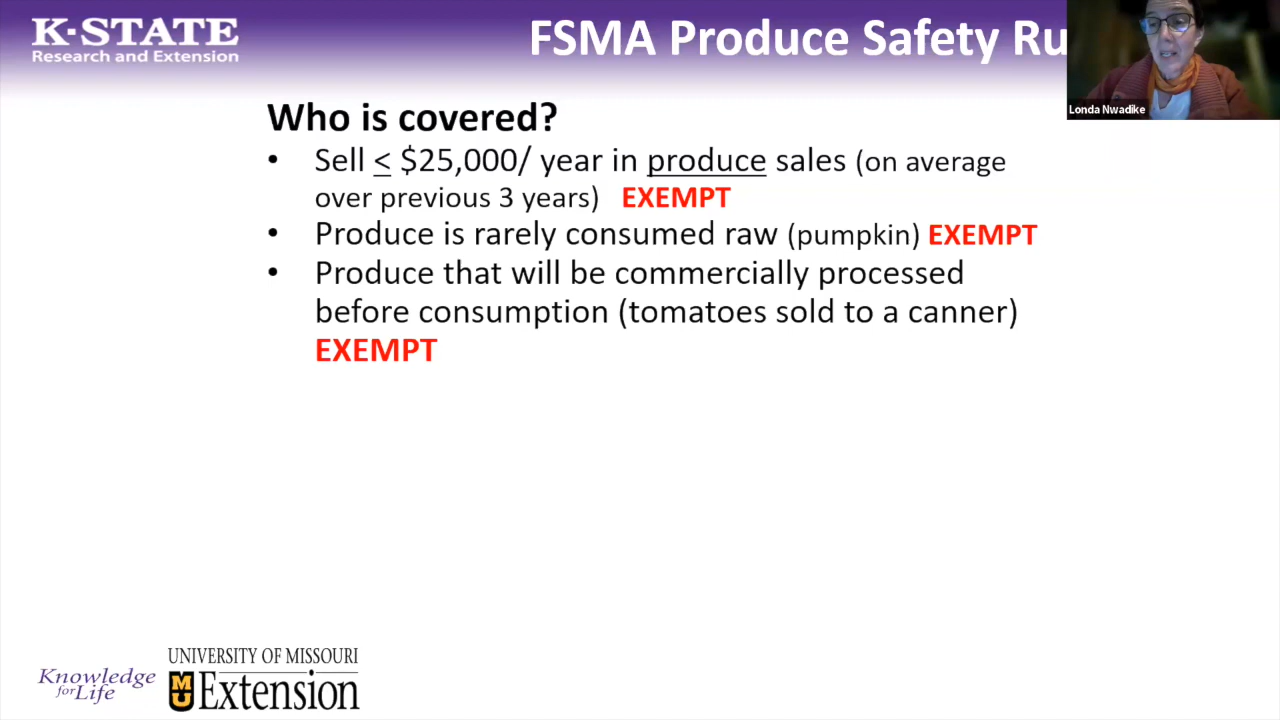 K-STATE
Research and Extension
FSMA Produce Safety Ru
Londa Nwadike
Who is covered?
• Sell < $25,000/ year in produce sales (on average
over previous 3 years) EXEMPT
• Produce is rarely consumed raw (pumpkin) EXEMPT
• Produce that will be commercially processed
before consumption (tomatoes sold to a canner)
EXEMPT
Knowledge
for Life
UNIVERSITY OF MISSOURI
MU Extension